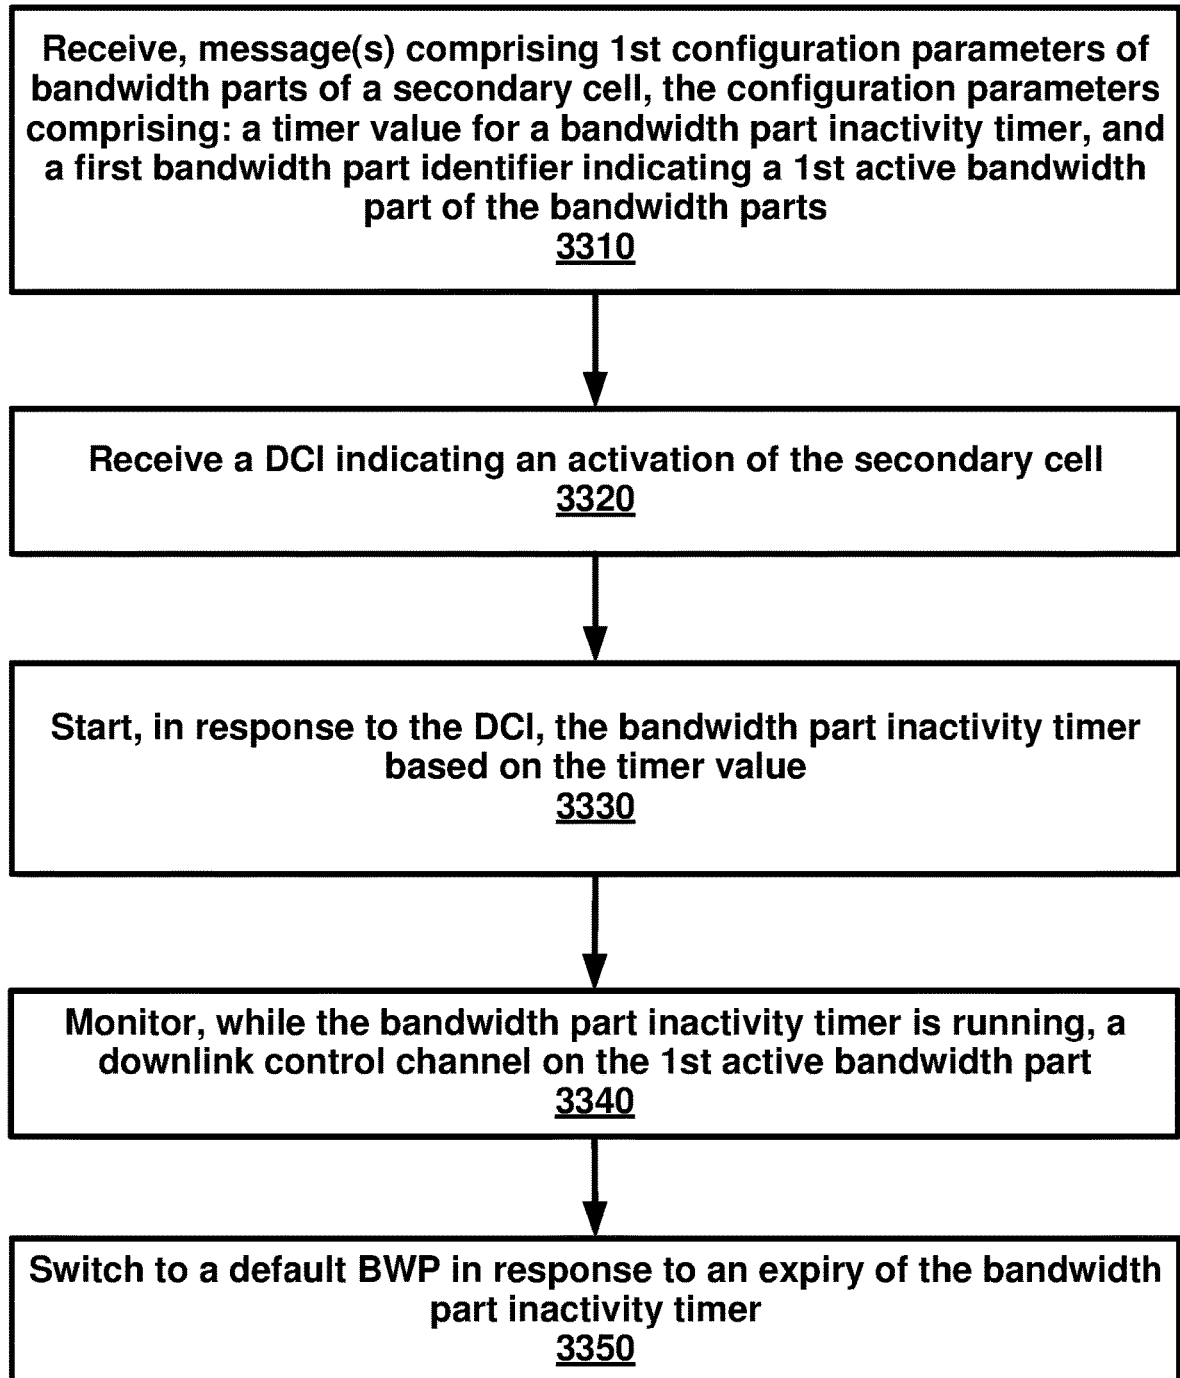 Receive, message(s) comprising 1st configuration parameters of
bandwidth parts of a secondary cell, the configuration parameters
comprising: a timer value for a bandwidth part inactivity timer, and
a first bandwidth part identifier indicating a 1st active bandwidth
part of the bandwidth parts
3310
Receive a DCI indicating an activation of the secondary cell
3320
Start, in response to the DCI, the bandwidth part inactivity timer
based on the timer value
3330
Monitor, while the bandwidth part inactivity timer is running, a
downlink control channel on the 1st active bandwidth part
3340
Switch to a default BWP in response to an expiry of the bandwidth
part inactivity timer
3350